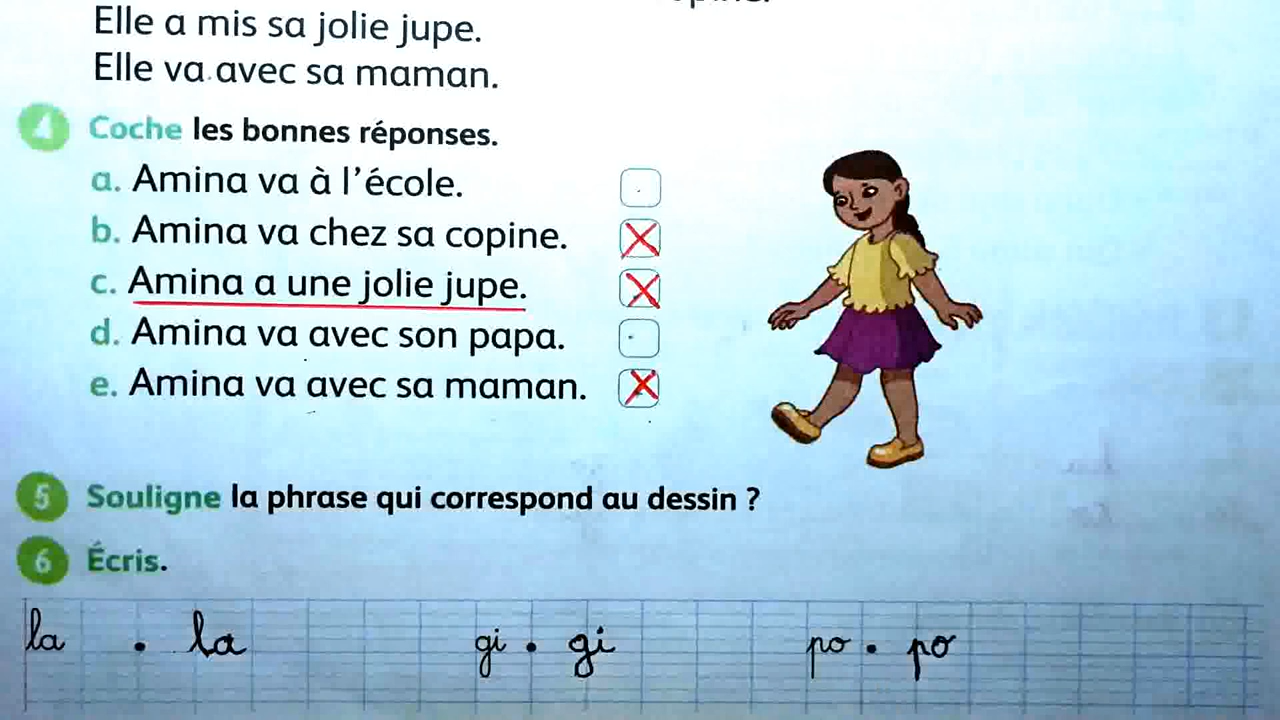 copine.
Elle a mis sa jolie jupe.
Elle va avec sa maman.
4 Coche les bonnes réponses.
a. Amina va à l'école.
b. Amina va chez sa copine.
c. Amina a une jolie jupe.
d. Amina va avec son papa.
e. Amina va avec sa maman.
5 Souligne la phrase qui correspond au dessin ?
6 Écris.
la . la gi . gi po . po